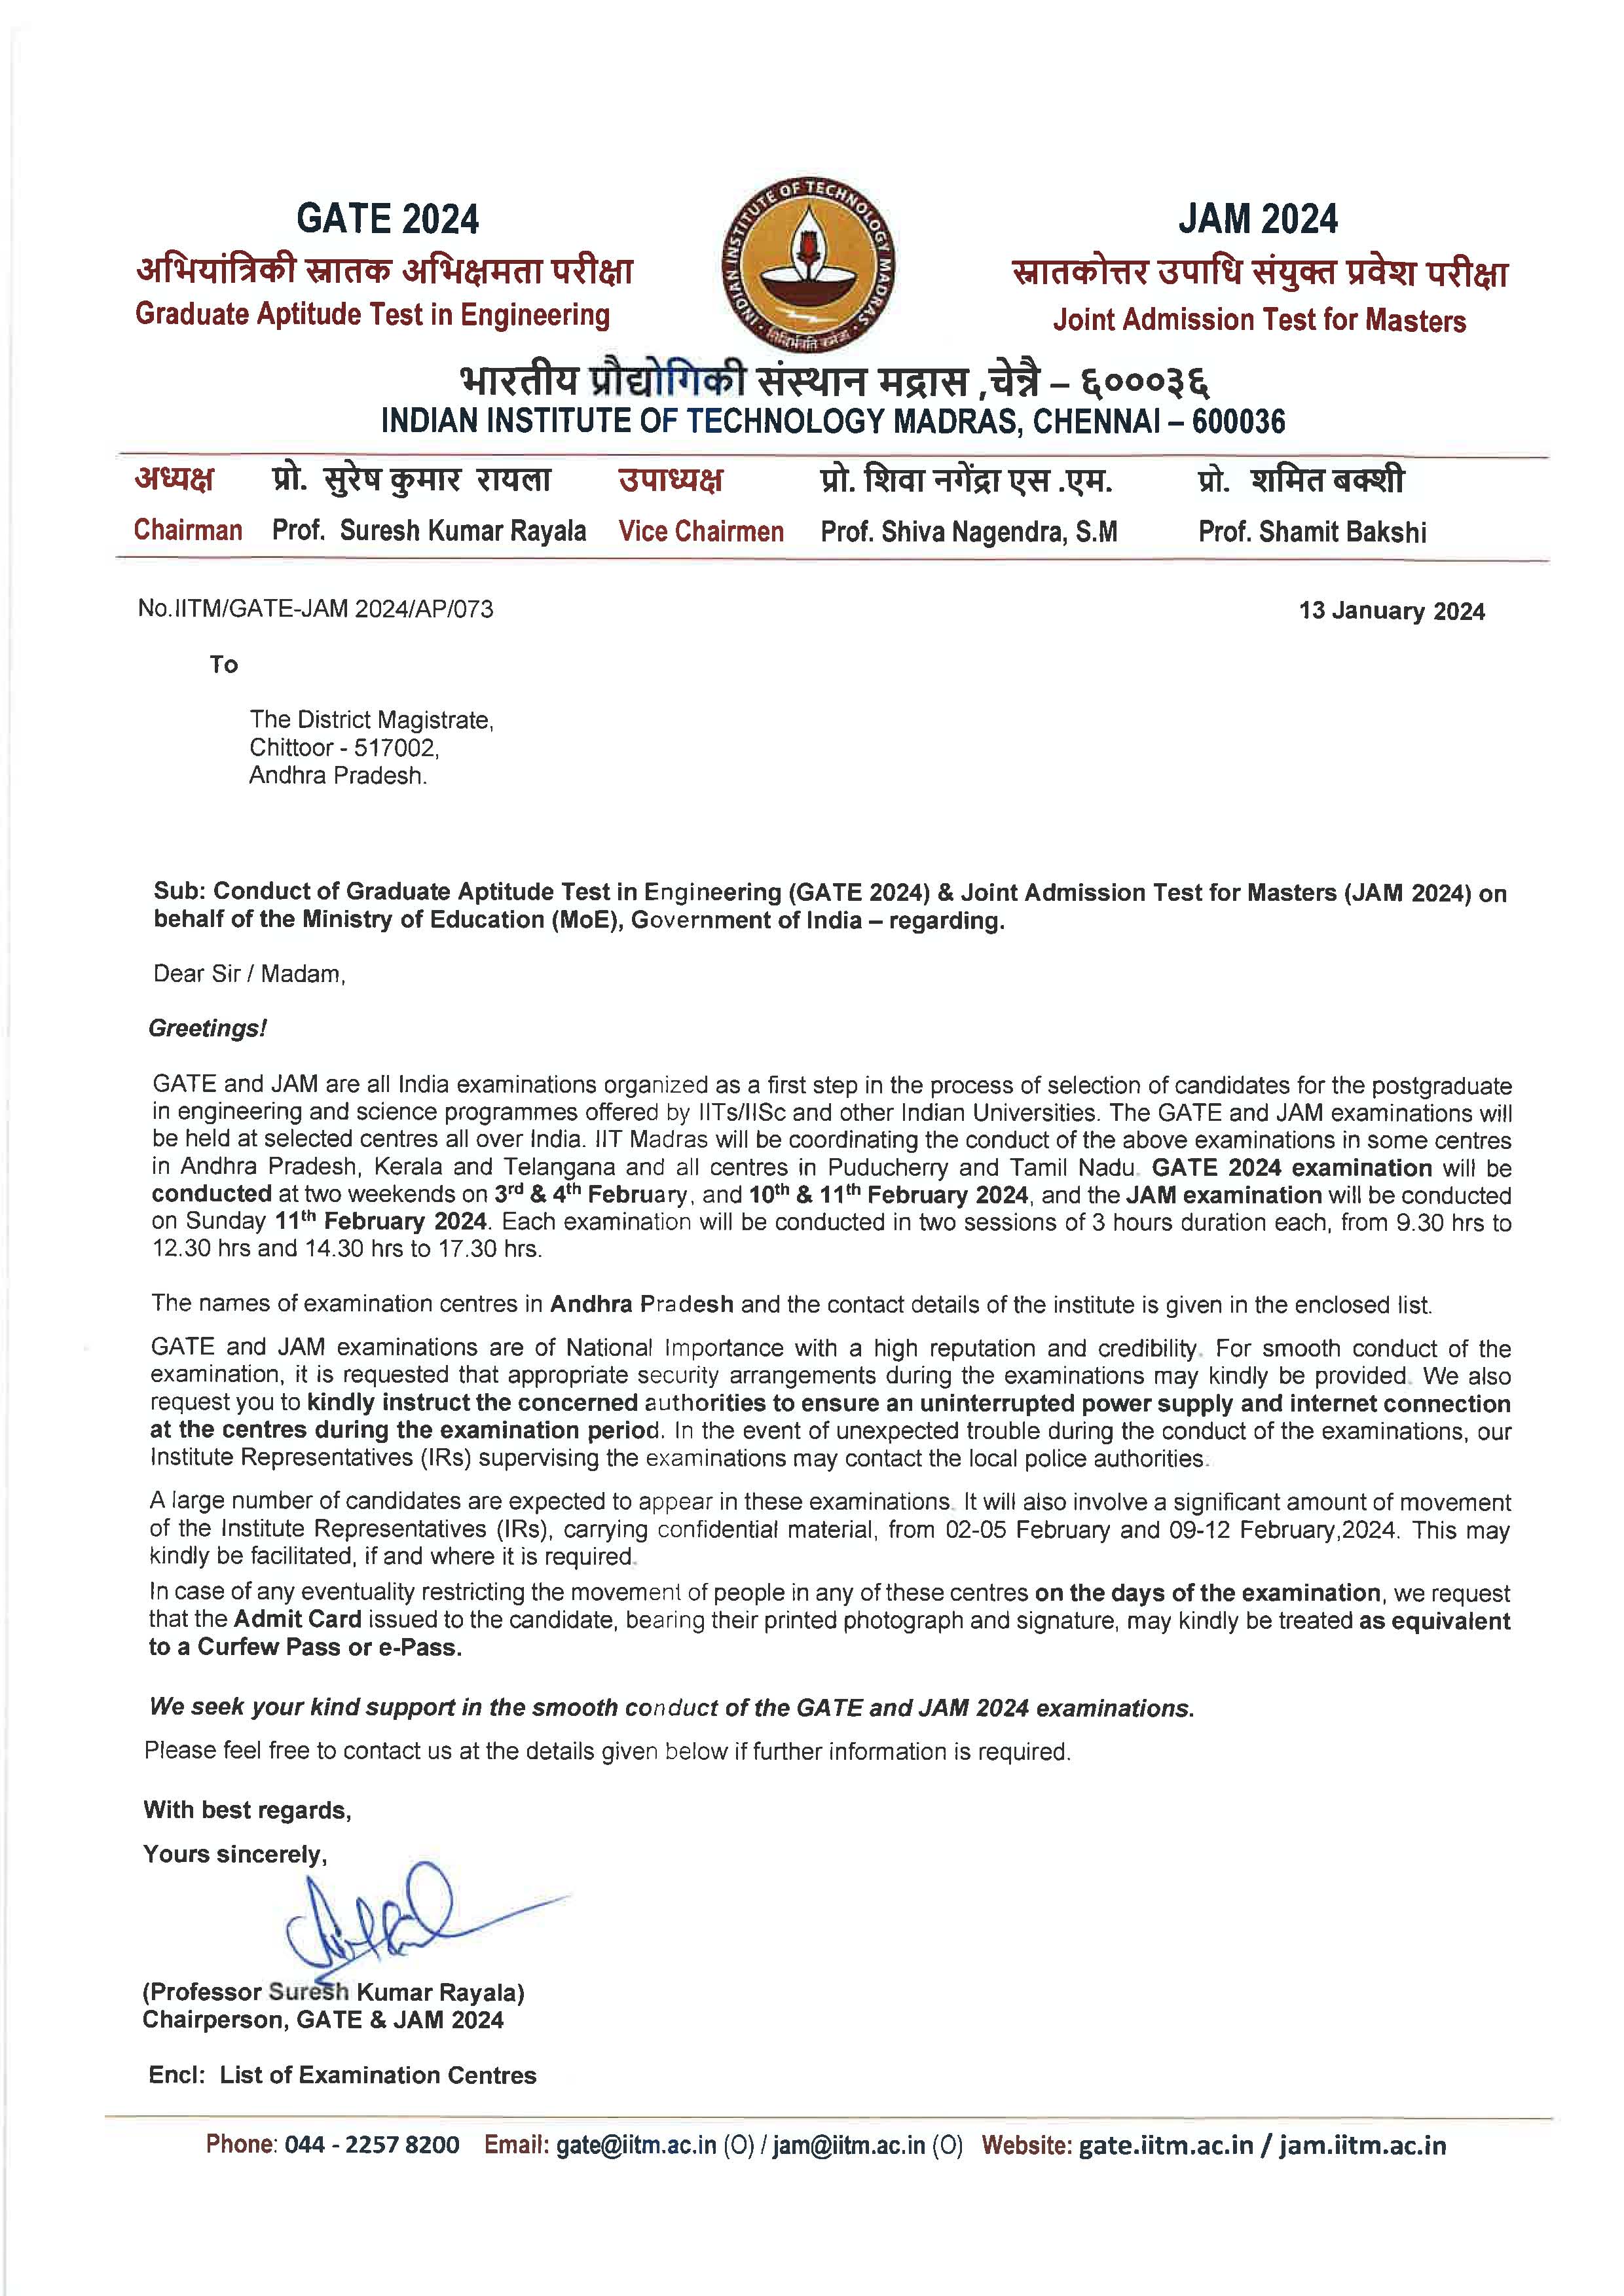 GATE 2024
अभियांत्रिकी स्नातक अभिक्षमता परीक्षा
Graduate Aptitude Test in Engineering
INDIAN INSTITUTE OF TECHNOLOGY MADRAS
JAM 2024
स्नातकोत्तर उपाधि संयुक्त प्रवेश परीक्षा
Joint Admission Test for Masters
भारतीय प्रौद्योगिकी संस्थान मद्रास ,चेन्नै – ६०००३६
INDIAN INSTITUTE OF TECHNOLOGY MADRAS, CHENNAI – 600036
अध्यक्ष प्रो. सुरेष कुमार रायला उपाध्यक्ष प्रो. शिवा नगेंद्रा एस .एम. प्रो. शमित बक्शी
Chairman Prof. Suresh Kumar Rayala Vice Chairmen Prof. Shiva Nagendra, S.M Prof. Shamit Bakshi
No.IITM/GATE-JAM 2024/AP/073 13 January 2024
To
The District Magistrate,
Chittoor - 517002,
Andhra Pradesh.
Sub: Conduct of Graduate Aptitude Test in Engineering (GATE 2024) & Joint Admission Test for Masters (JAM 2024) on
behalf of the Ministry of Education (MoE), Government of India – regarding.
Dear Sir / Madam,
Greetings!
GATE and JAM are all India examinations organized as a first step in the process of selection of candidates for the postgraduate
in engineering and science programmes offered by IITs/IISc and other Indian Universities. The GATE and JAM examinations will
be held at selected centres all over India. IIT Madras will be coordinating the conduct of the above examinations in some centres
in Andhra Pradesh, Kerala and Telangana and all centres in Puducherry and Tamil Nadu. GATE 2024 examination will be
conducted at two weekends on 3rd & 4th February, and 10th & 11th February 2024, and the JAM examination will be conducted
on Sunday 11th February 2024. Each examination will be conducted in two sessions of 3 hours duration each, from 9.30 hrs to
12.30 hrs and 14.30 hrs to 17.30 hrs.
The names of examination centres in Andhra Pradesh and the contact details of the institute is given in the enclosed list.
GATE and JAM examinations are of National Importance with a high reputation and credibility. For smooth conduct of the
examination, it is requested that appropriate security arrangements during the examinations may kindly be provided. We also
request you to kindly instruct the concerned authorities to ensure an uninterrupted power supply and internet connection
at the centres during the examination period. In the event of unexpected trouble during the conduct of the examinations, our
Institute Representatives (IRs) supervising the examinations may contact the local police authorities.
A large number of candidates are expected to appear in these examinations. It will also involve a significant amount of movement
of the Institute Representatives (IRs), carrying confidential material, from 02-05 February and 09-12 February,2024. This may
kindly be facilitated, if and where it is required.
In case of any eventuality restricting the movement of people in any of these centres on the days of the examination, we request
that the Admit Card issued to the candidate, bearing their printed photograph and signature, may kindly be treated as equivalent
to a Curfew Pass or e-Pass.
We seek your kind support in the smooth conduct of the GATE and JAM 2024 examinations.
Please feel free to contact us at the details given below if further information is required.
With best regards,
Yours sincerely,
(Professor Suresh Kumar Rayala)
Chairperson, GATE & JAM 2024
Encl: List of Examination Centres
Phone: 044 - 2257 8200 Email: gate@iitm.ac.in (O) / jam@iitm.ac.in (O) Website: gate.iitm.ac.in / jam.iitm.ac.in